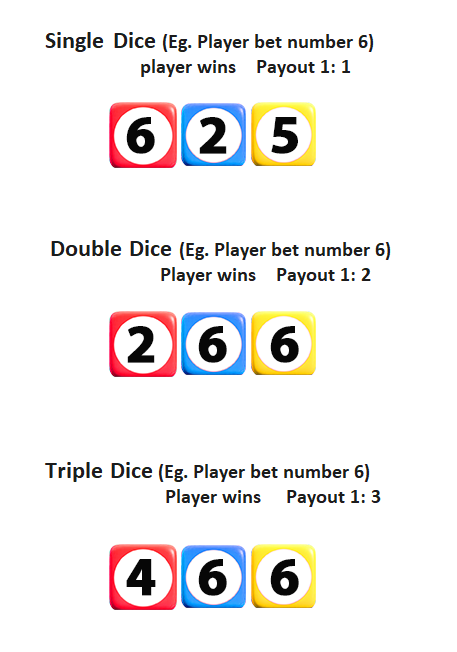 Single Dice (Eg. Player bet number 6)
player wins Payout 1: 1
6 2 5
Double Dice (Eg. Player bet number 6)
Player wins Payout 1: 2
2 6 6
Triple Dice (Eg. Player bet number 6)
Player wins Payout 1: 3
4 6 6